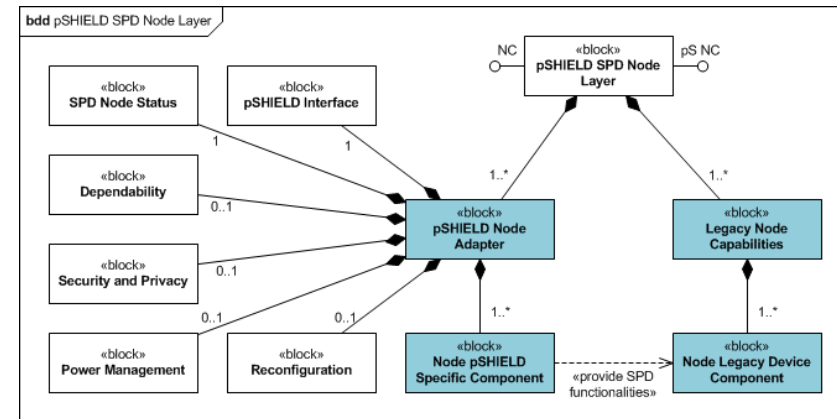 bdd pSHIELD SPD Node Layer
NC
«block»
pSHIELD SPD Node
Layer
pS NC
«block»
SPD Node Status
«block»
pSHIELD Interface
1
1
«block»
Dependability
0..1
1..*
1..*
«block»
pSHIELD Node
Adapter
«block»
Legacy Node
Capabilities
«block»
Security and Privacy
0..1
0..1
0..1
1..*
1..*
«block»
Power Management
«block»
Reconfiguration
«block»
Node pSHIELD
Specific Component
«provide SPD
functionalities»
«block»
Node Legacy Device
Component